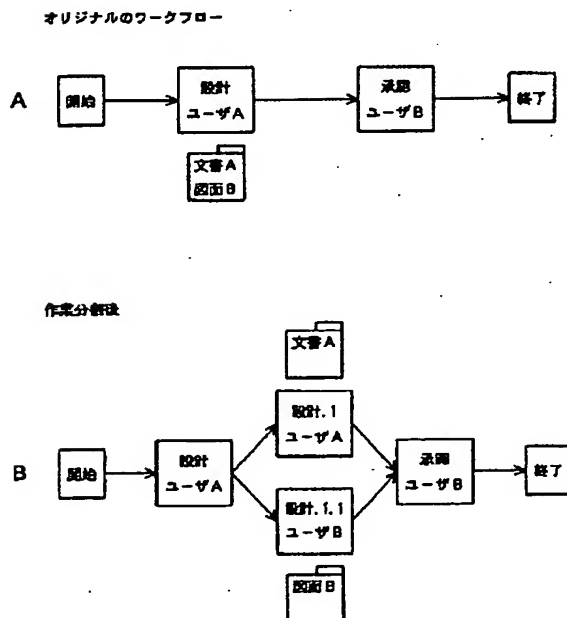 オリジナルのワークフロー
A
開始
設計
ユーザA
承認
ユーザB
終了
文書A
図面B
作業分割後
文書A
設計.1
ユーザA
B
開始
設計
ユーザA
承認
ユーザB
終了
設計.1.1
ユーザB
図面B